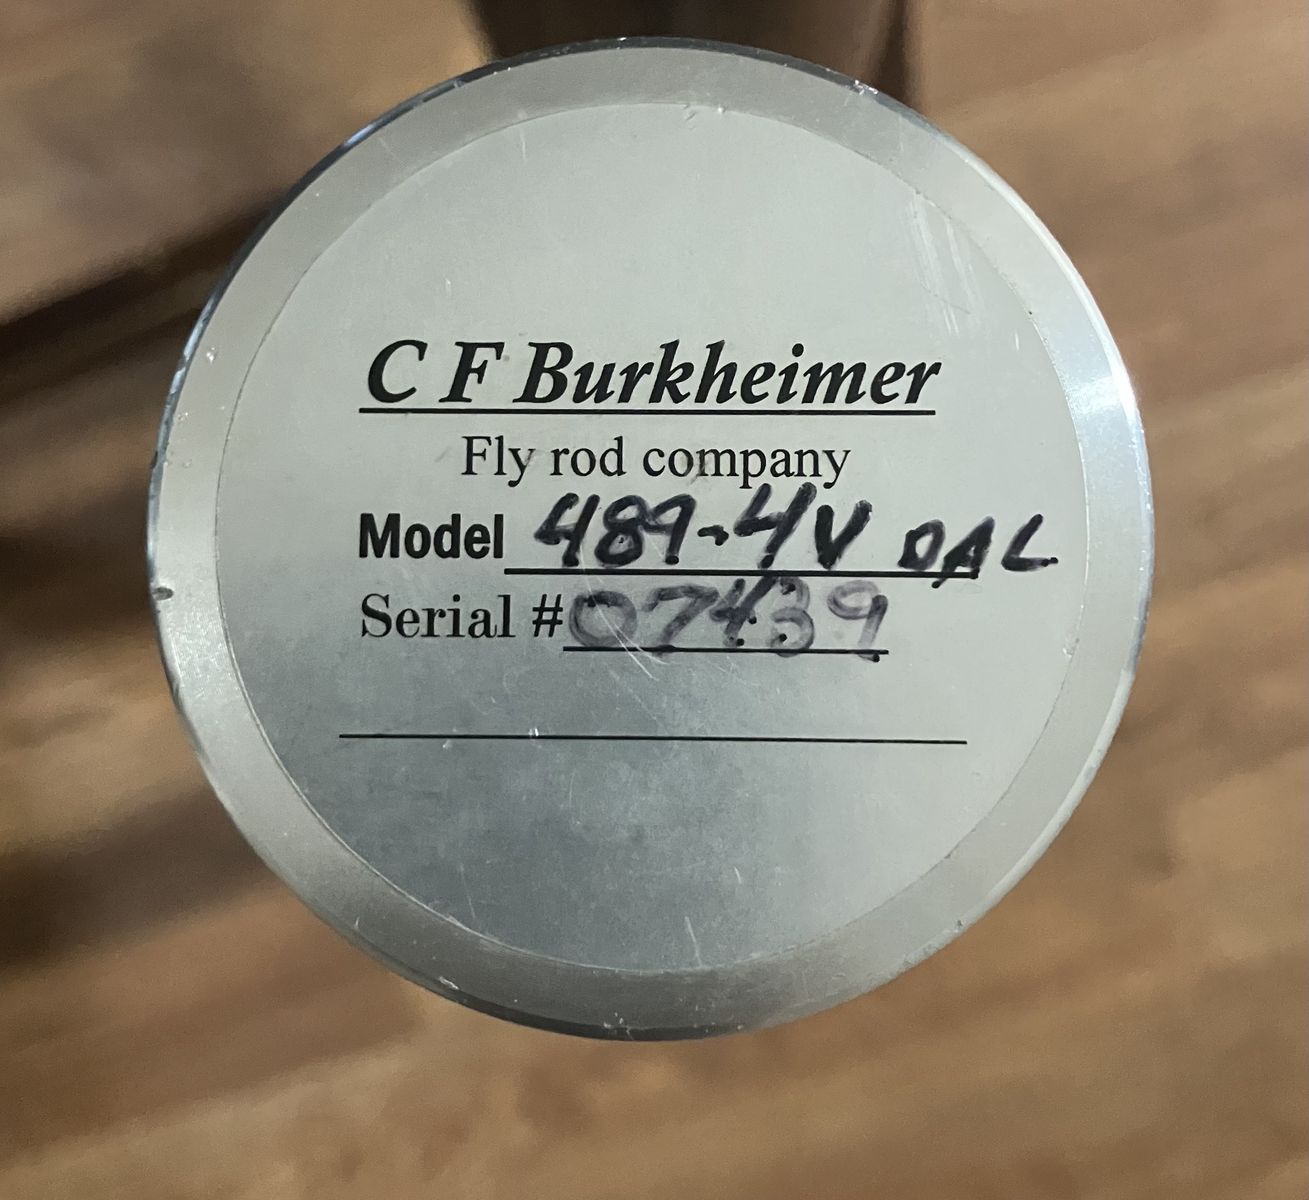 C F Burkheimer
Fly rod company
Model 489-4V DAL
Serial #07439